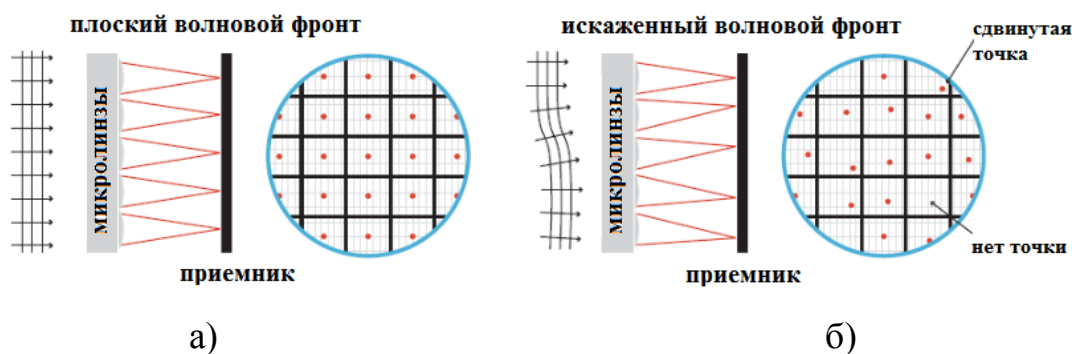 плоский волновой фронт
микролинзы
приемник
а)
искаженный волновой фронт
сдвинутая
точка
микролинзы
нет точки
приемник
б)